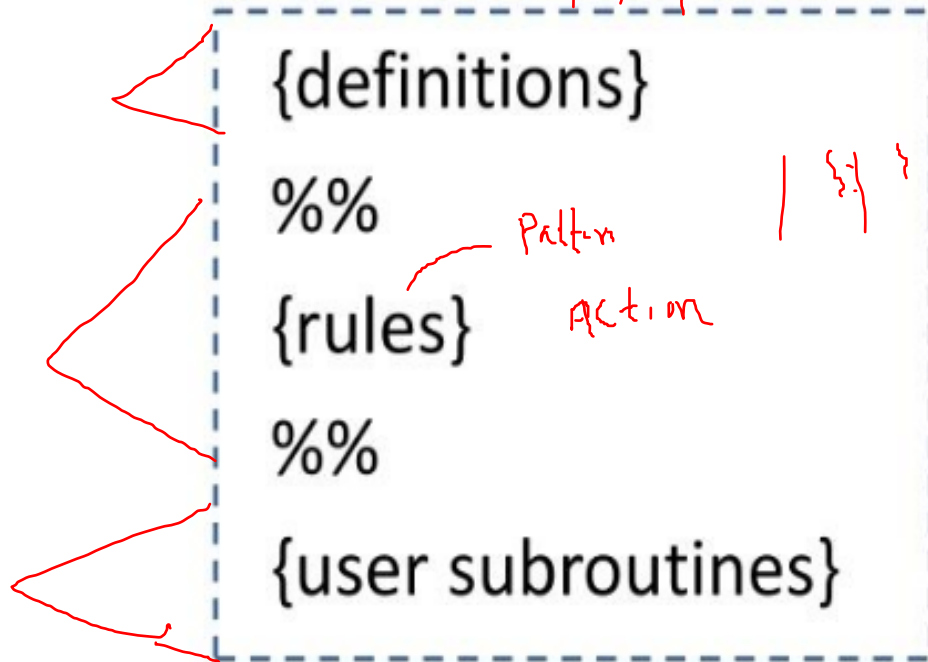 {definitions}
%%
Pattern
{rules} Action
%%
{user subroutines}